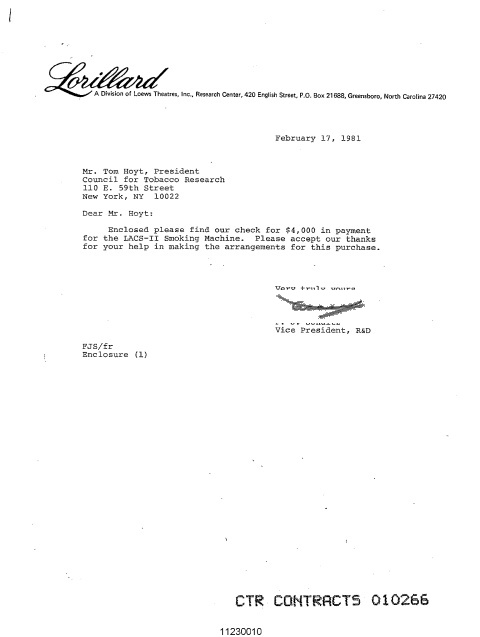 Lorillard
A Division of Loews Theatres, Inc., Research Center, 420 English Street, P.O. Box 21688, Greensboro, North Carolina 27420
February 17, 1981
Mr. Tom Hoyt, President
Council for Tobacco Research
110 E. 59th Street
New York, NY 10022
Dear Mr. Hoyt:
Enclosed please find our check for $4,000 in payment
for the LACS-II Smoking Machine. Please accept our thanks
for your help in making the arrangements for this purchase.
Very truly yours
Vice President, R&D
FJS/fr
Enclosure (1)
CTR CONTRACTS 010266
11230010